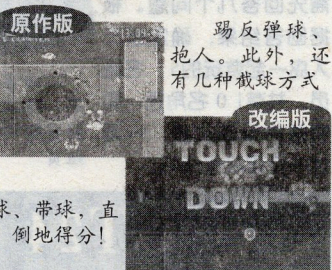 原作版
踢反弹球、
抱人。此外，还
有几种截球方式
改编版
TOUCH
DOWN
球、带球，直
倒地得分！